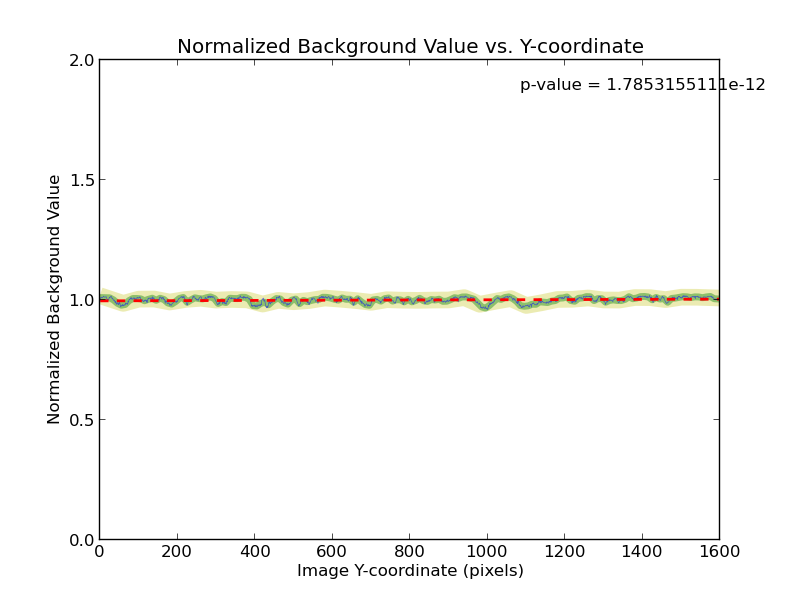 Normalized Background Value vs. Y-coordinate
p-value = 1.7853155111e-12
Normalized Background Value
2.0
1.5
1.0
0.5
0.0
0 200 400 600 800 1000 1200 1400 1600
Image Y-coordinate (pixels)